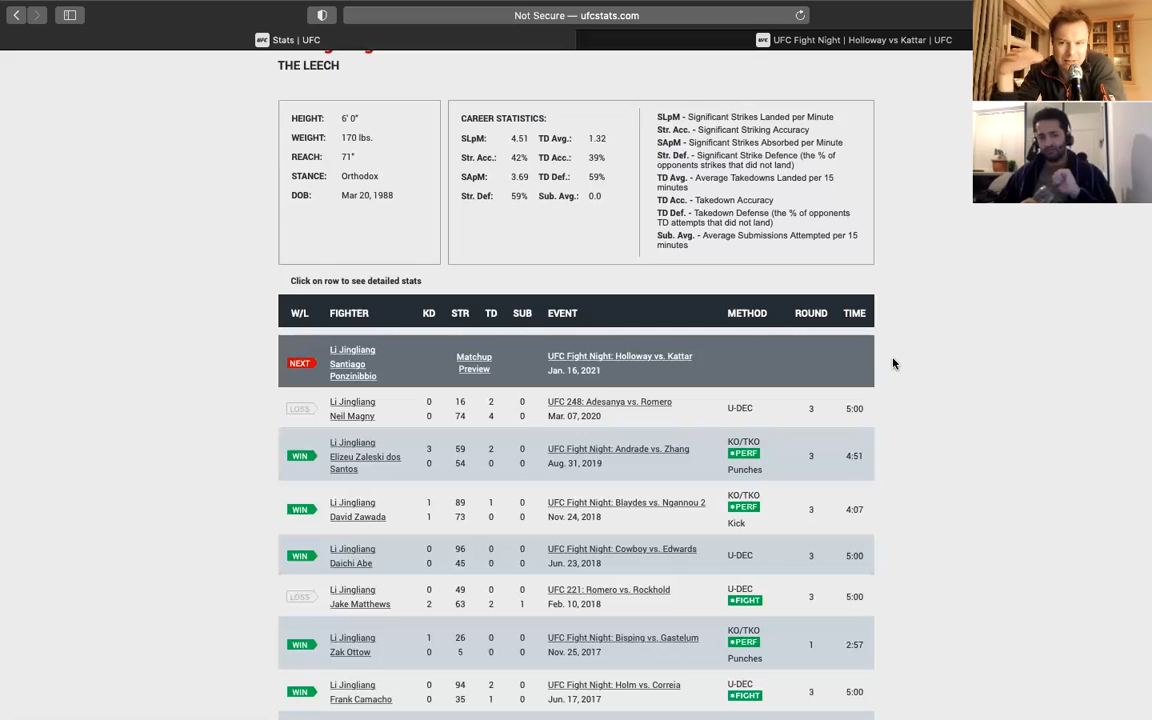 Not Secure — ufcstats.com
Stats | UFC
UFC Fight Night | Holloway vs Kattar | UFC
THE LEECH
HEIGHT: 6' 0"
WEIGHT: 170 lbs.
REACH: 71"
STANCE: Orthodox
DOB: Mar 20, 1988
CAREER STATISTICS:
SLpM: 4.51 TD Avg.: 1.32
Str. Acc.: 42% TD Acc.: 39%
SApM: 3.69 TD Def.: 59%
Str. Def: 59% Sub. Avg.: 0.0
SLpM - Significant Strikes Landed per Minute
Str. Acc. - Significant Striking Accuracy
SApM - Significant Strikes Absorbed per Minute
Str. Def. - Significant Strike Defence (the % of
opponents strikes that did not land)
TD Avg. - Average Takedowns Landed per 15
minutes
TD Acc. - Takedown Accuracy
TD Def. - Takedown Defense (the % of opponents
TD attempts that did not land)
Sub. Avg. - Average Submissions Attempted per 15
minutes
Click on row to see detailed stats
W/L FIGHTER KD STR TD SUB EVENT METHOD ROUND TIME
NEXT
Li Jingliang
Santiago
Ponzinibbio
Matchup
Preview
UFC Fight Night: Holloway vs. Kattar
Jan. 16, 2021
LOSS
Li Jingliang 0 16 2 0 UFC 248: Adesanya vs. Romero
Neil Magny 0 74 4 0 Mar. 07, 2020
U-DEC 3 5:00
WIN
Li Jingliang 3 59 2 0 UFC Fight Night: Andrade vs. Zhang
Elizeu Zaleski dos 0 54 0 0 Aug. 31, 2019
Santos
KO/TKO
PERF
Punches
3 4:51
WIN
Li Jingliang 1 89 1 0 UFC Fight Night: Blaydes vs. Ngannou 2
David Zawada 1 73 0 0 Nov. 24, 2018
KO/TKO
PERF
Kick
3 4:07
WIN
Li Jingliang 0 96 0 0 UFC Fight Night: Cowboy vs. Edwards
Daichi Abe 0 45 0 0 Jun. 23, 2018
U-DEC 3 5:00
LOSS
Li Jingliang 0 49 0 0 UFC 221: Romero vs. Rockhold
Jake Matthews 2 63 2 1 Feb. 10, 2018
U-DEC
FIGHT
3 5:00
WIN
Li Jingliang 1 26 0 0 UFC Fight Night: Bisping vs. Gastelum
Zak Ottow 0 5 0 0 Nov. 25, 2017
KO/TKO
PERF
Punches
1 2:57
WIN
Li Jingliang 0 94 2 0 UFC Fight Night: Holm vs. Correia
Frank Camacho 0 35 1 0 Jun. 17, 2017
U-DEC
FIGHT
3 5:00